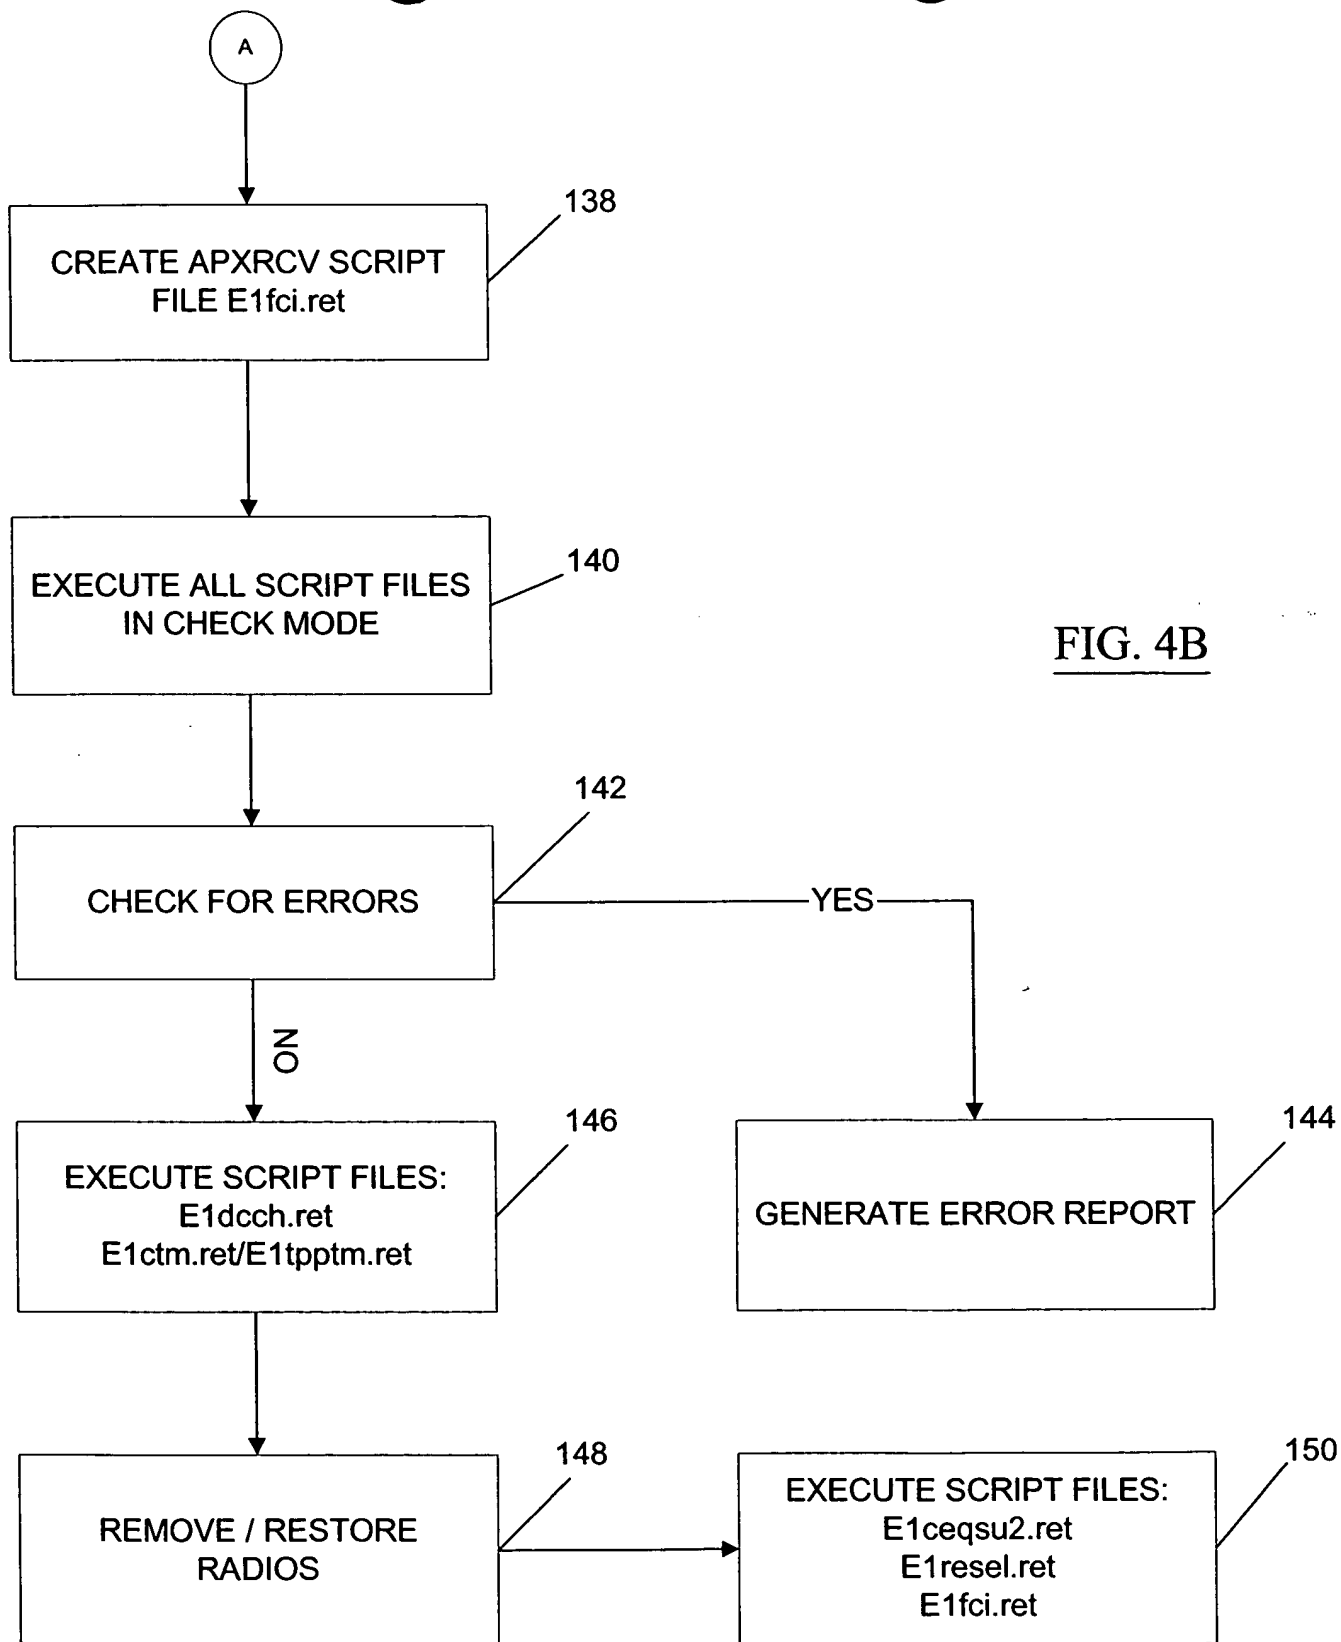 A
138
CREATE APXRCV SCRIPT
FILE E1fci.ret
140
EXECUTE ALL SCRIPT FILES
IN CHECK MODE
FIG. 4B
142
CHECK FOR ERRORS
YES
NO
146
EXECUTE SCRIPT FILES:
E1dcch.ret
E1ctm.ret/E1tpptm.ret
144
GENERATE ERROR REPORT
148
REMOVE / RESTORE
RADIOS
150
EXECUTE SCRIPT FILES:
E1ceqsu2.ret
E1resel.ret
E1fci.ret